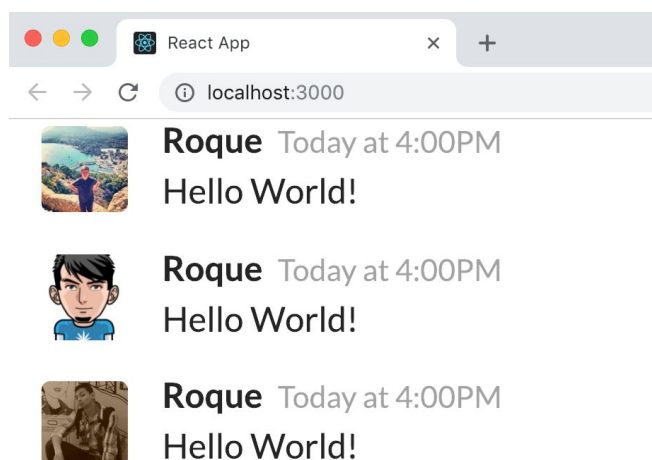 React App
localhost:3000
Roque Today at 4:00PM
Hello World!
Roque Today at 4:00PM
Hello World!
Roque Today at 4:00PM
Hello World!